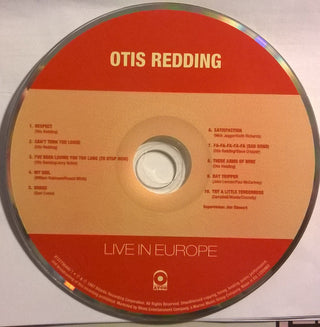 OTIS REDDING
1. RESPECT
(Otis Redding)
2. CAN'T TURN YOU LOOSE
(Otis Redding)
3. I'VE BEEN LOVING YOU TOO LONG (TO STOP NOW)
(Otis Redding/Jerry Butler)
4. MY GIRL
(William Robinson/Ronald White)
5. SHAKE
(Sam Cooke)
6. SATISFACTION
(Mick Jagger/Keith Richards)
7. FA-FA-FA-FA-FA (SAD SONG)
(Otis Redding/Steve Cropper)
8. THESE ARMS OF MINE
(Otis Redding)
9. DAY TRIPPER
(John Lennon/Paul McCartney)
10. TRY A LITTLE TENDERNESS
(Campbell/Woods/Connelly)
Supervision: Jim Stewart
LIVE IN EUROPE